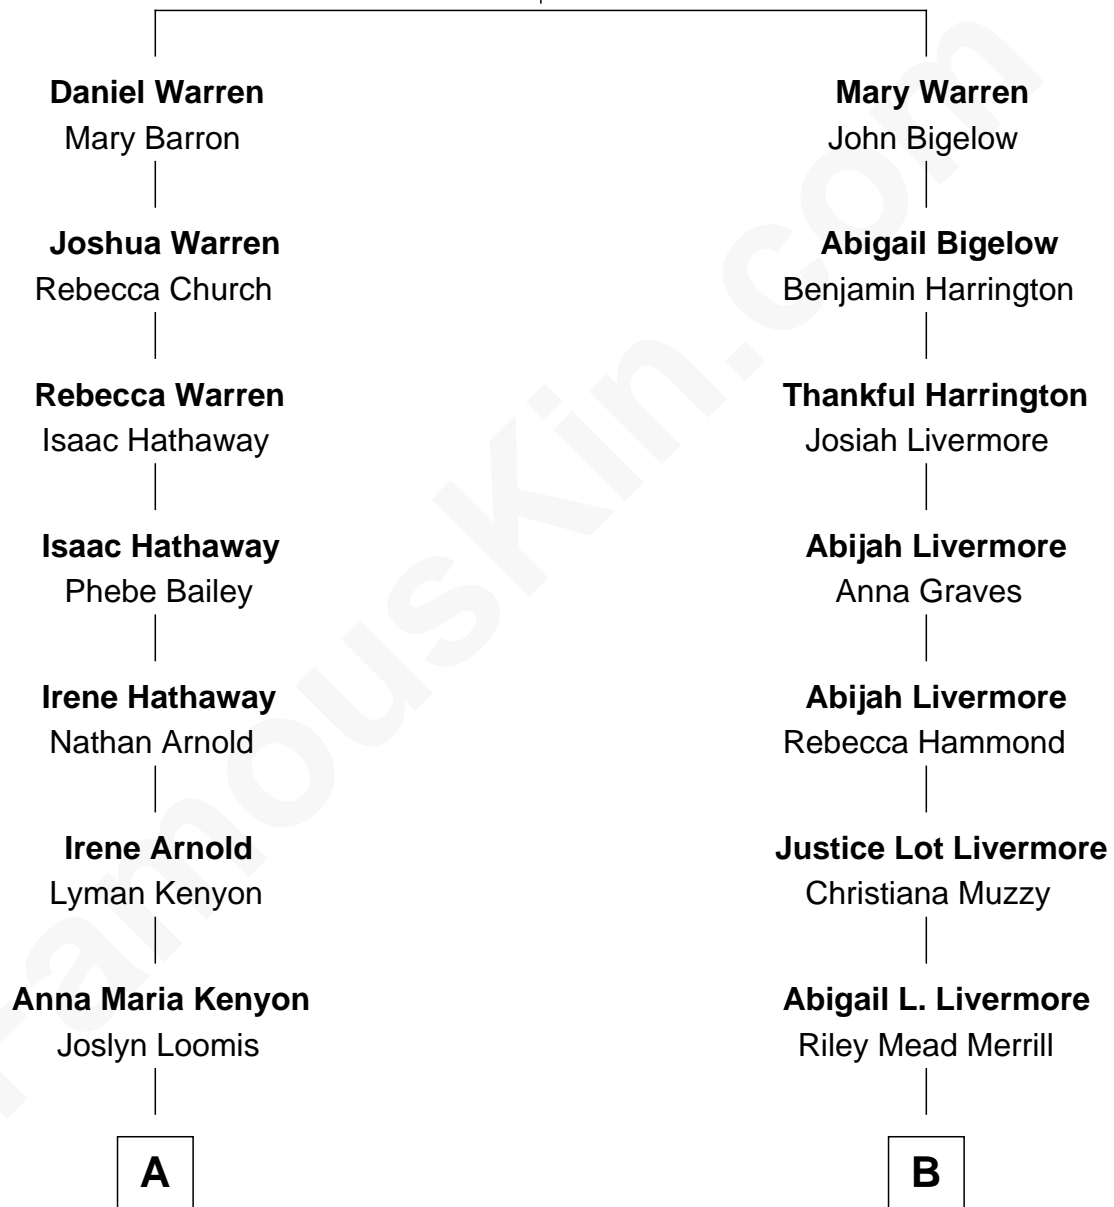 Daniel Warren
Mary Barron
Joshua Warren
Rebecca Church
Rebecca Warren
Isaac Hathaway
Isaac Hathaway
Phebe Bailey
Irene Hathaway
Nathan Arnold
Irene Arnold
Lyman Kenyon
Anna Maria Kenyon
Joslyn Loomis
A
Mary Warren
John Bigelow
Abigail Bigelow
Benjamin Harrington
Thankful Harrington
Josiah Livermore
Abijah Livermore
Anna Graves
Abijah Livermore
Rebecca Hammond
Justice Lot Livermore
Christiana Muzzy
Abigail L. Livermore
Riley Mead Merrill
B
FamousKin.com